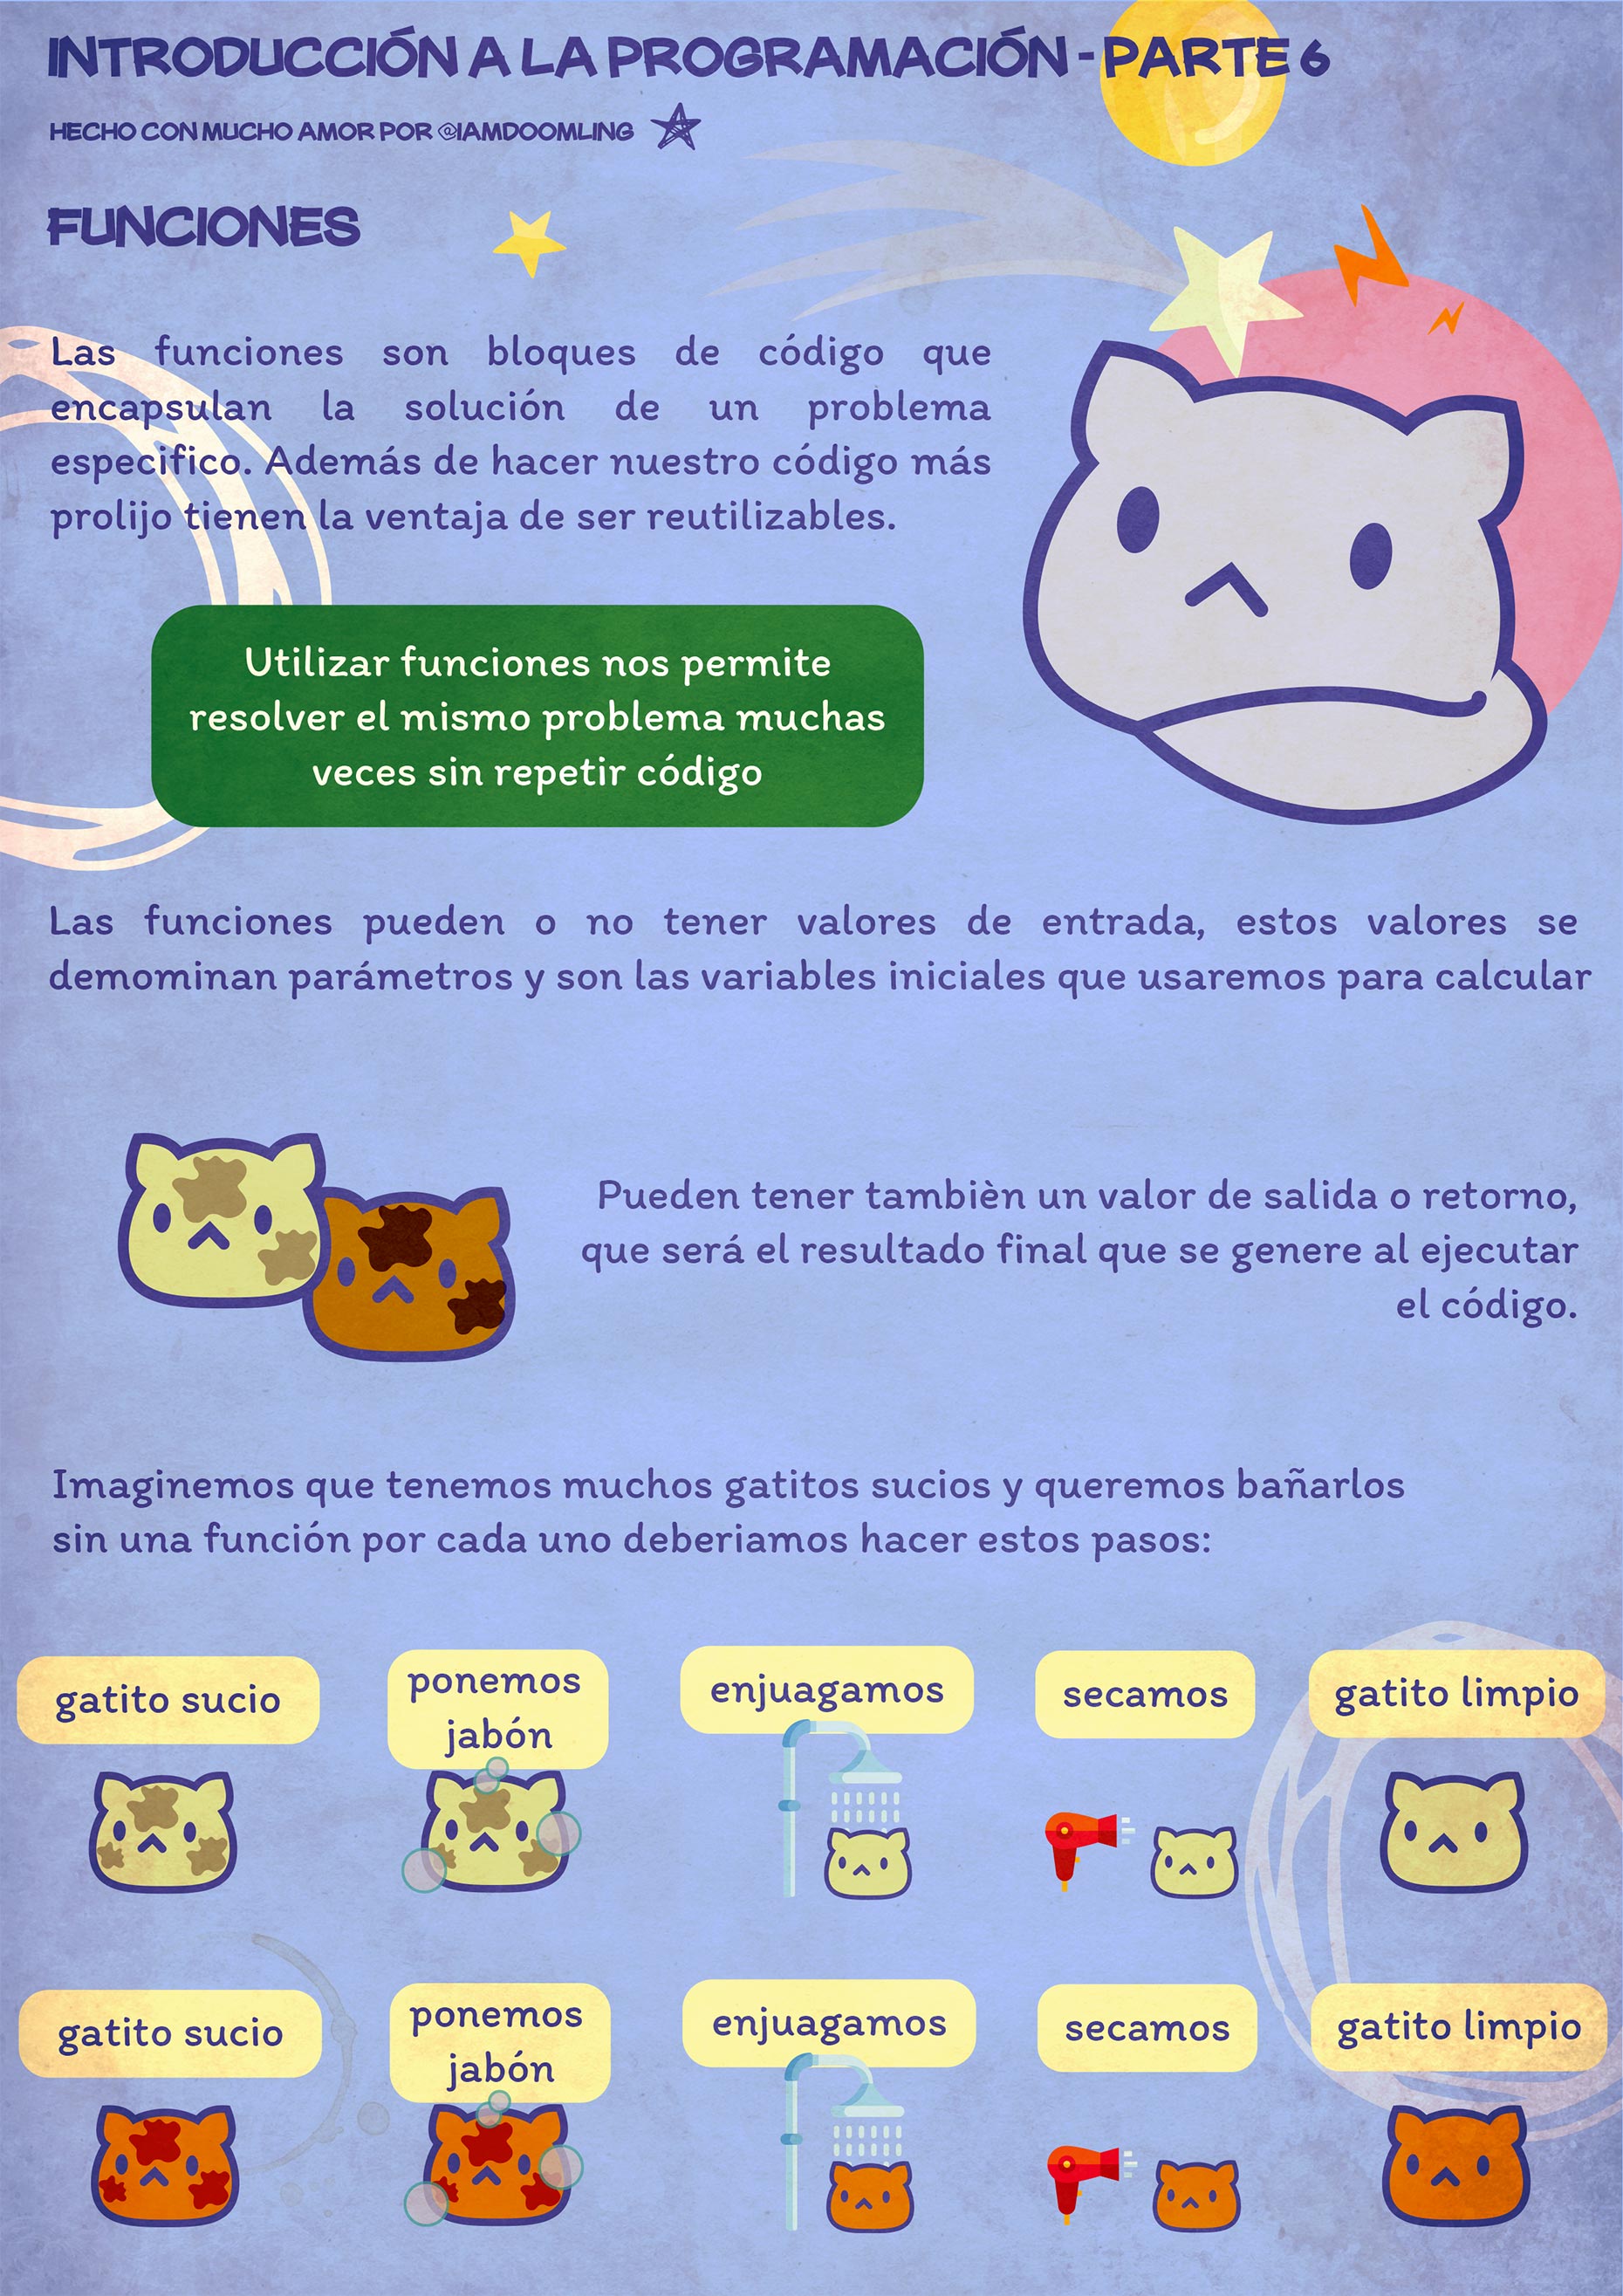 INTRODUCCIÓN A LA PROGRAMACIÓN - PARTE 6
HECHO CON MUCHO AMOR POR @IAMDOOMLING
FUNCIONES
Las funciones son bloques de código que
encapsulan la solución de un problema
especifico. Además de hacer nuestro código más
prolijo tienen la ventaja de ser reutilizables.
Utilizar funciones nos permite
resolver el mismo problema muchas
veces sin repetir código
Las funciones pueden o no tener valores de entrada, estos valores se
demominan parámetros y son las variables iniciales que usaremos para calcular
Pueden tener tambièn un valor de salida o retorno,
que será el resultado final que se genere al ejecutar
el código.
Imaginemos que tenemos muchos gatitos sucios y queremos bañarlos
sin una función por cada uno deberiamos hacer estos pasos:
gatito sucio
ponemos
jabón
enjuagamos
secamos
gatito limpio
gatito sucio
ponemos
jabón
enjuagamos
secamos
gatito limpio